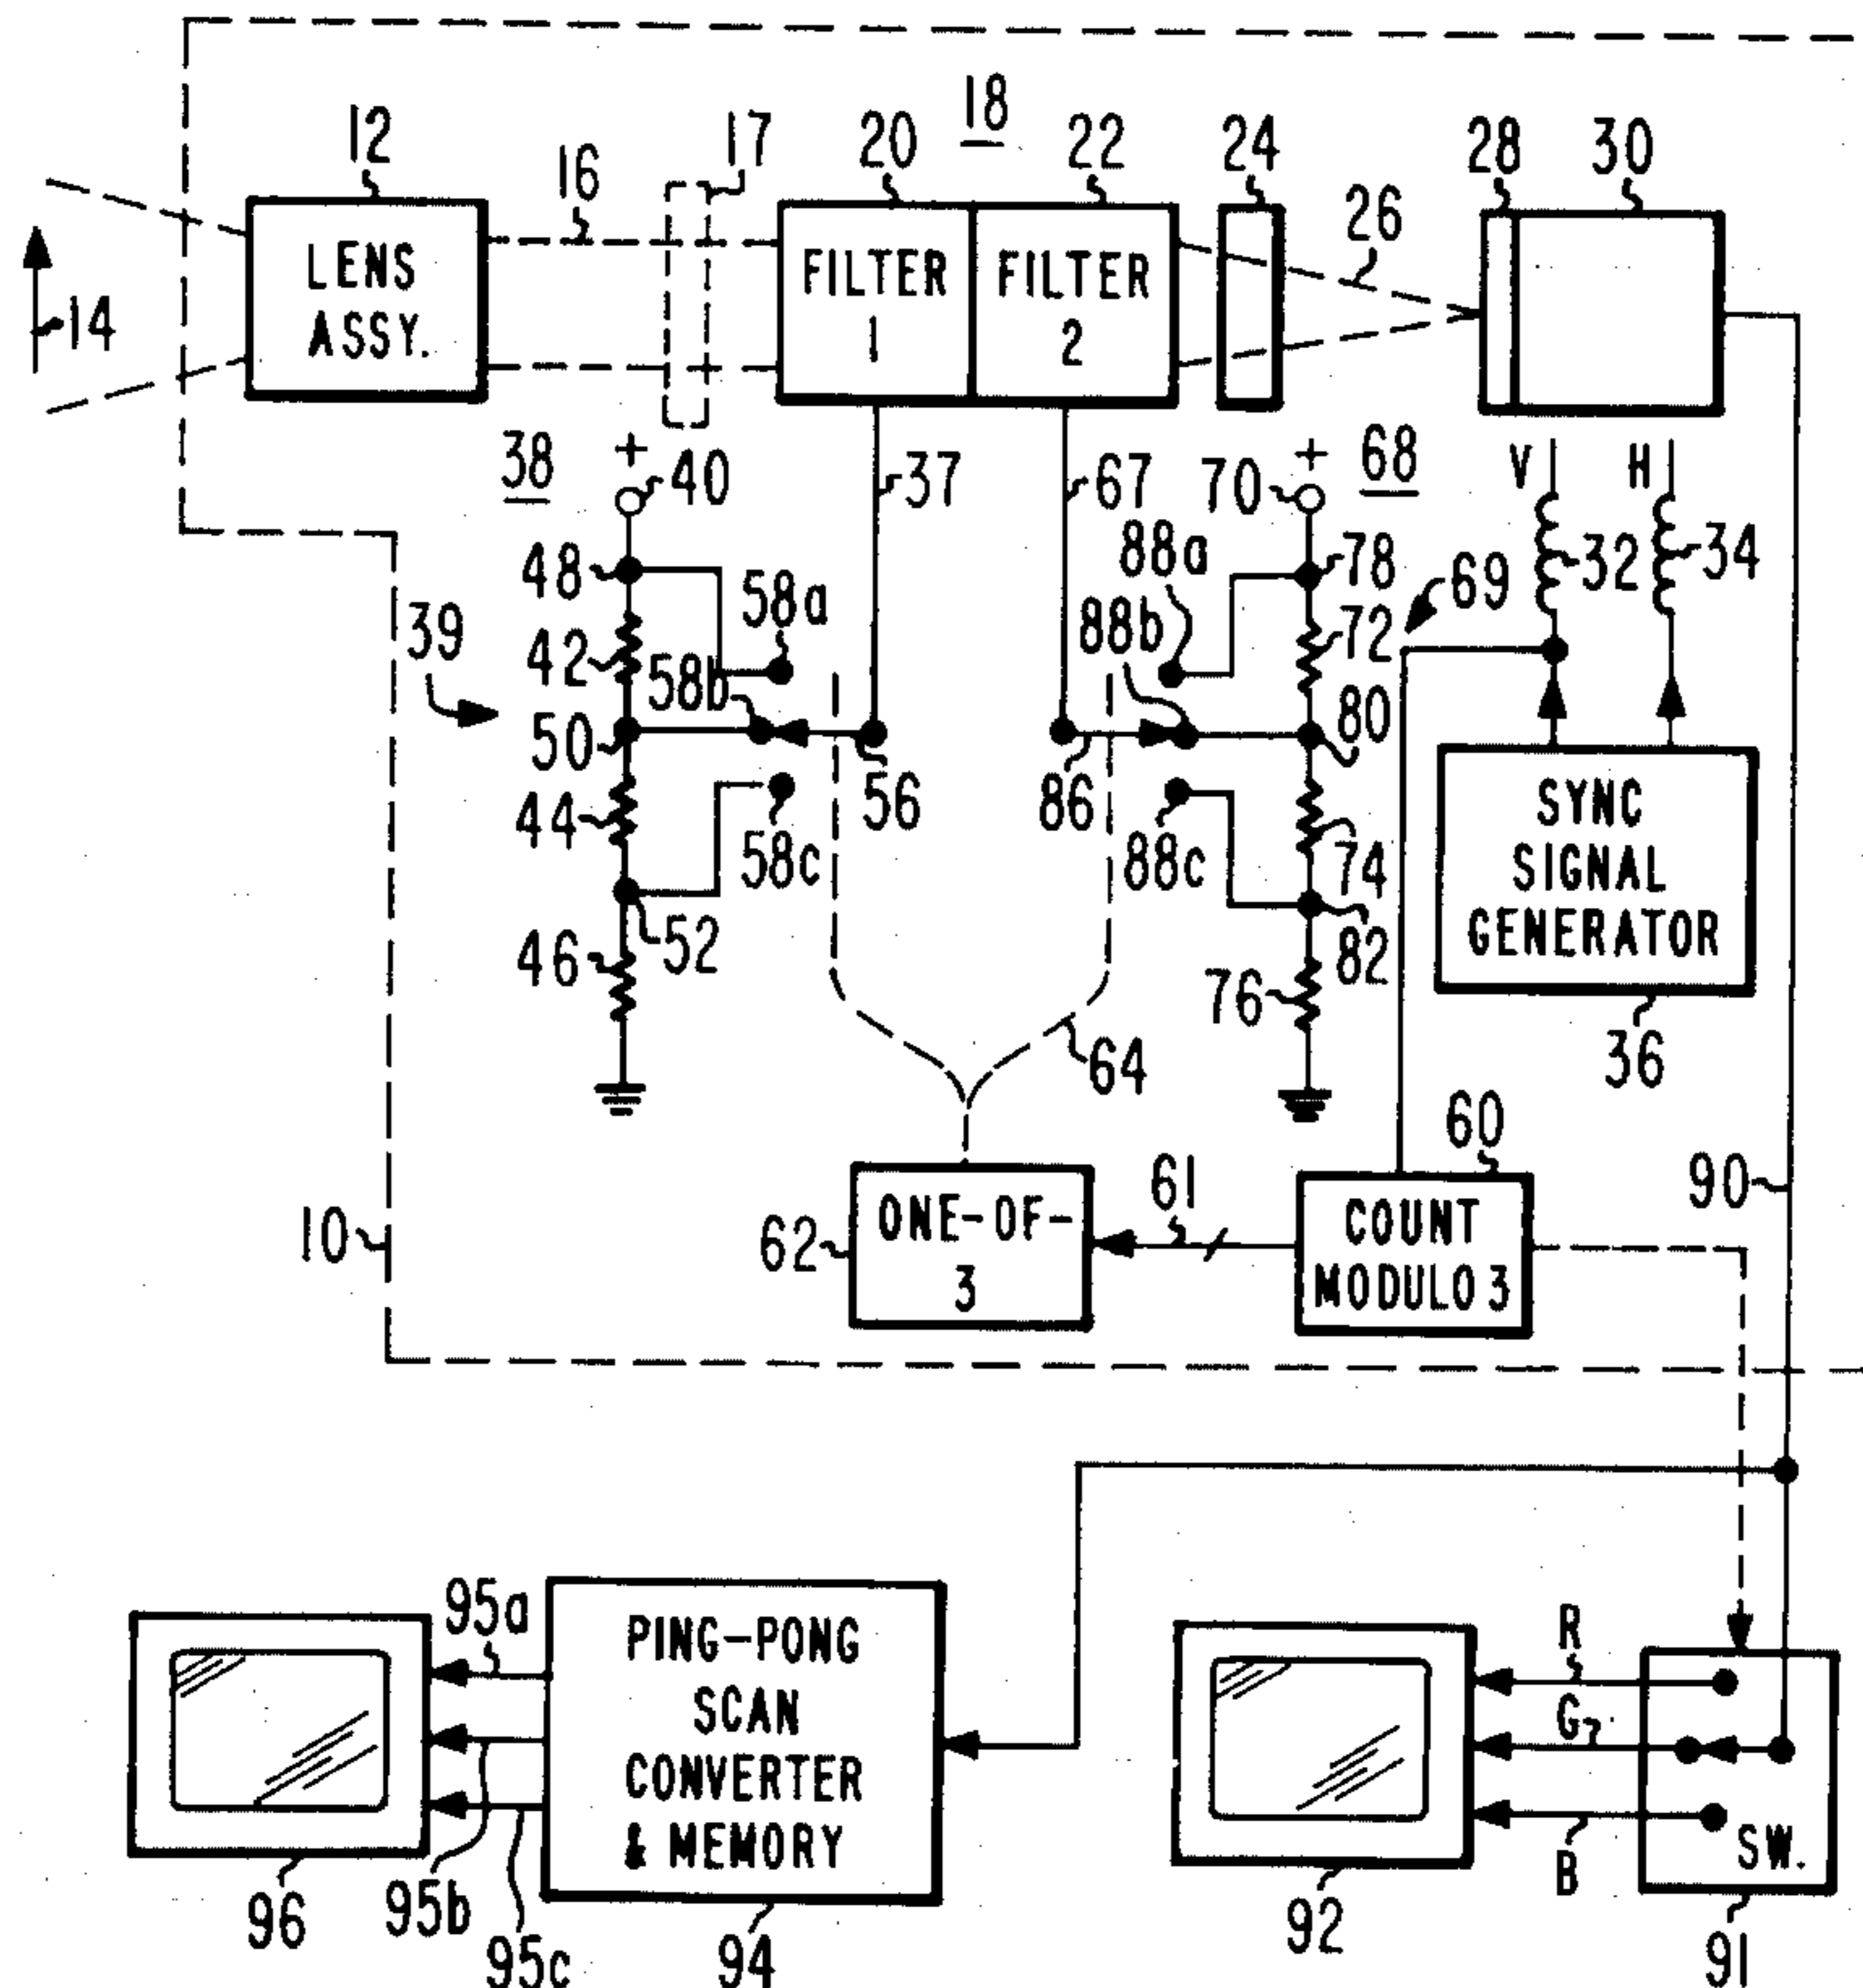 18
12
16
17
20
22
24
28
30
26
14
LENS
ASSY.
FILTER
1
FILTER
2
38
+
40
37
67
70
+
68
V
H
48
58a
88a
78
69
32
34
39
42
58b
88b
72
50
56
86
80
44
58c
88c
74
SYNC
SIGNAL
GENERATOR
46
52
76
82
64
36
60
90
10
62
ONE-OF-
3
61
COUNT
MODULO 3
95a
PING-PONG
SCAN
CONVERTER
& MEMORY
R
G
B
SW.
96
95b
95c
94
92
91